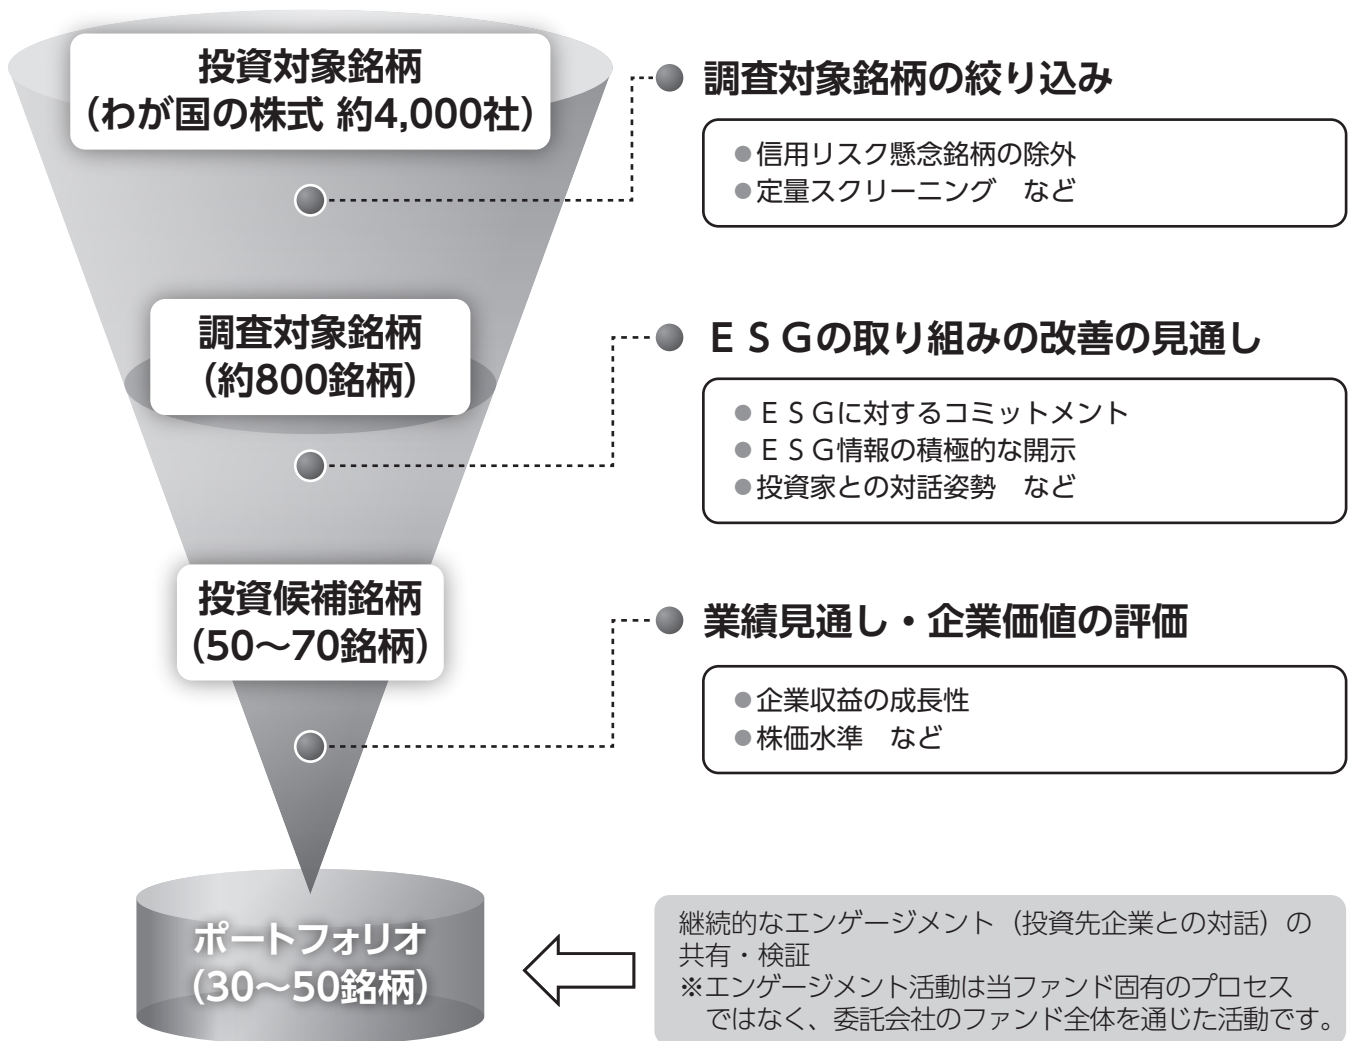 投資対象銘柄
(わが国の株式 約4,000社)
調査対象銘柄の絞り込み
●信用リスク懸念銘柄の除外
●定量スクリーニング　など
調査対象銘柄
(約800銘柄)
ＥＳＧの取り組みの改善の見通し
●ＥＳＧに対するコミットメント
●ＥＳＧ情報の積極的な開示
●投資家との対話姿勢　など
投資候補銘柄
(50～70銘柄)
業績見通し・企業価値の評価
●企業収益の成長性
●株価水準　など
ポートフォリオ
(30～50銘柄)
継続的なエンゲージメント（投資先企業との対話）の
共有・検証
※エンゲージメント活動は当ファンド固有のプロセス
ではなく、委託会社のファンド全体を通じた活動です。